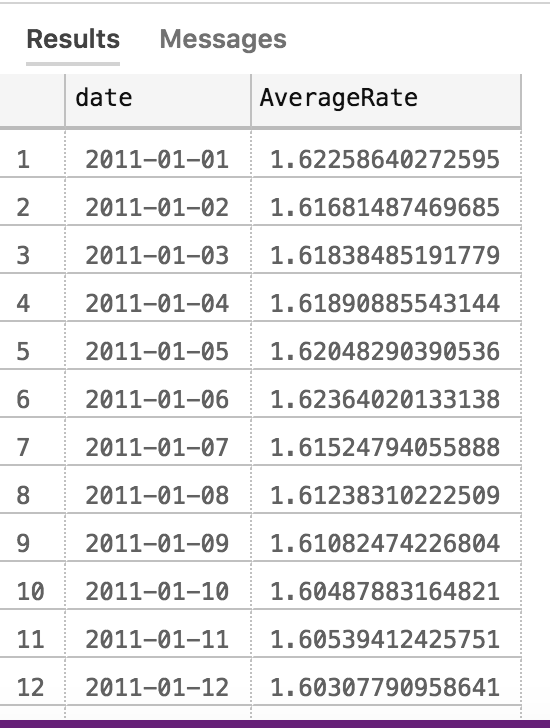 Results Messages
date AverageRate
1 2011-01-01 1.62258640272595
2 2011-01-02 1.61681487469685
3 2011-01-03 1.61838485191779
4 2011-01-04 1.61890885543144
5 2011-01-05 1.62048290390536
6 2011-01-06 1.62364020133138
7 2011-01-07 1.61524794055888
8 2011-01-08 1.61238310222509
9 2011-01-09 1.61082474226804
10 2011-01-10 1.60487883164821
11 2011-01-11 1.60539412425751
12 2011-01-12 1.60307790958641